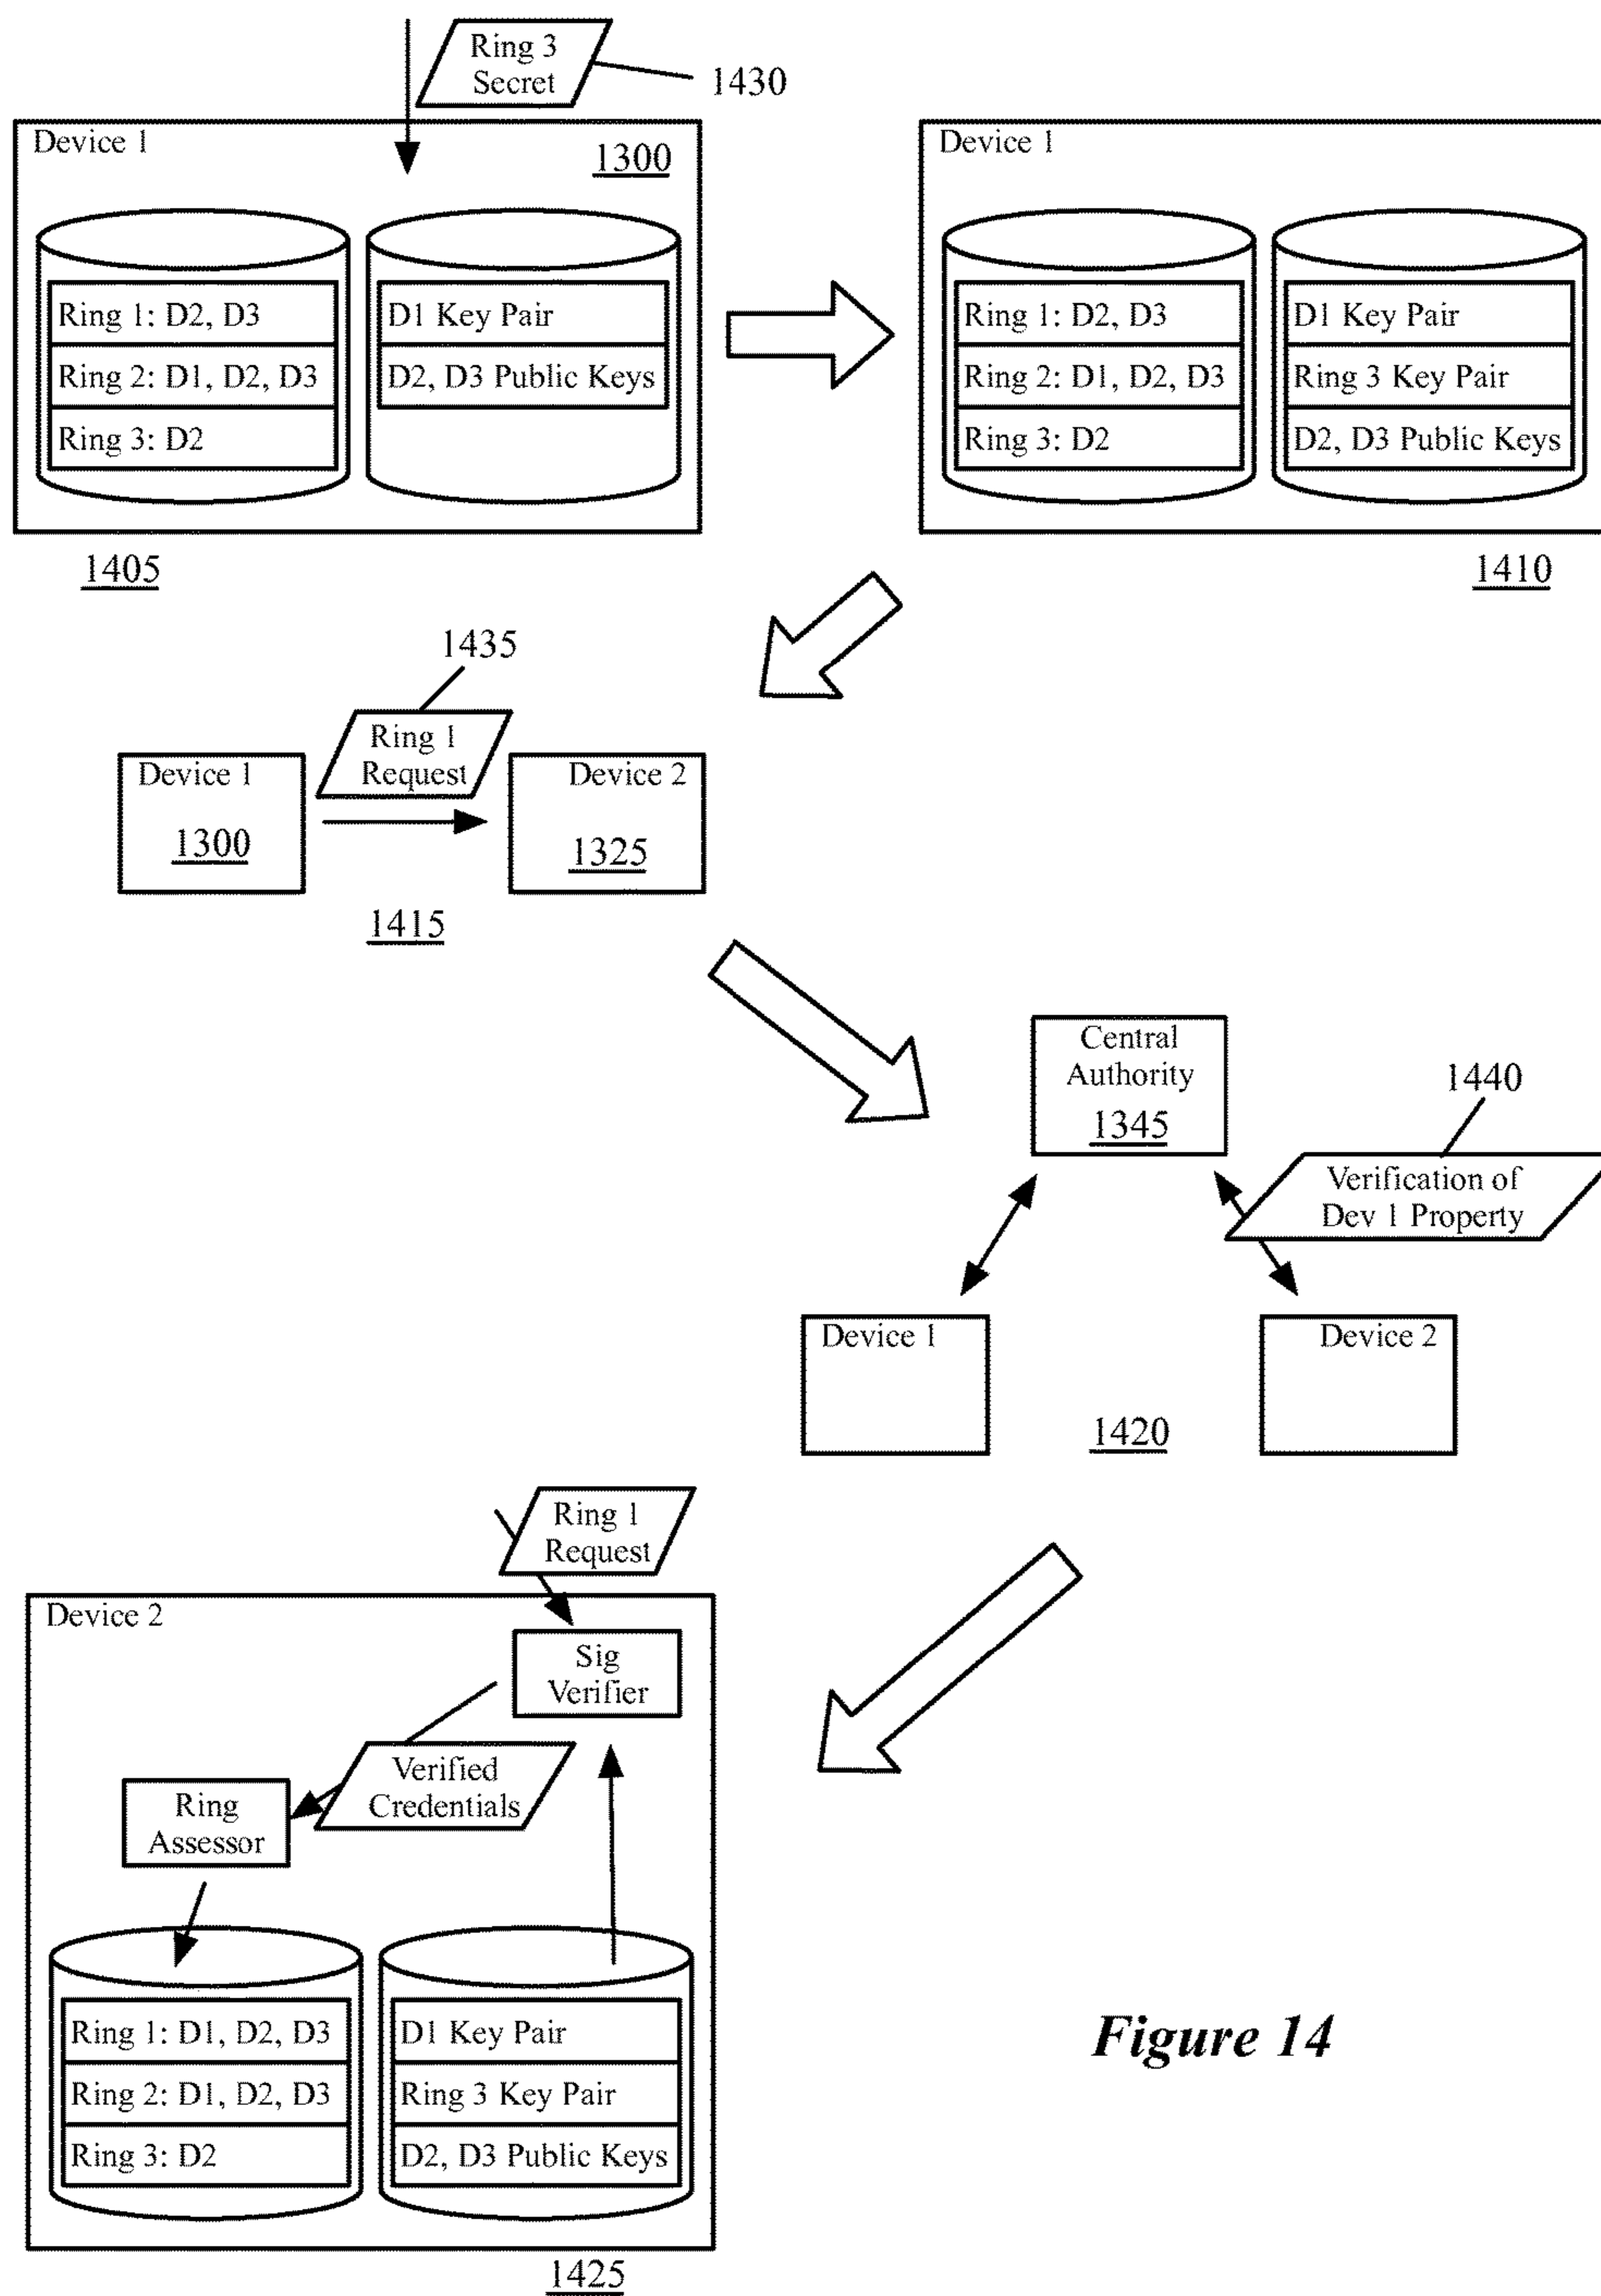 Ring 3
Secret
1430
Device 1
1300
Ring 1: D2, D3
Ring 2: D1, D2, D3
Ring 3: D2
D1 Key Pair
D2, D3 Public Keys
1405
Device 1
Ring 1: D2, D3
Ring 2: D1, D2, D3
Ring 3: D2
D1 Key Pair
Ring 3 Key Pair
D2, D3 Public Keys
1410
1435
Ring 1
Request
Device 1
1300
Device 2
1325
1415
Central
Authority
1345
1440
Verification of
Dev 1 Property
Device 1
Device 2
1420
Ring 1
Request
Device 2
Sig
Verifier
Verified
Credentials
Ring
Assessor
Ring 1: D1, D2, D3
Ring 2: D1, D2, D3
Ring 3: D2
D1 Key Pair
Ring 3 Key Pair
D2, D3 Public Keys
1425
Figure 14